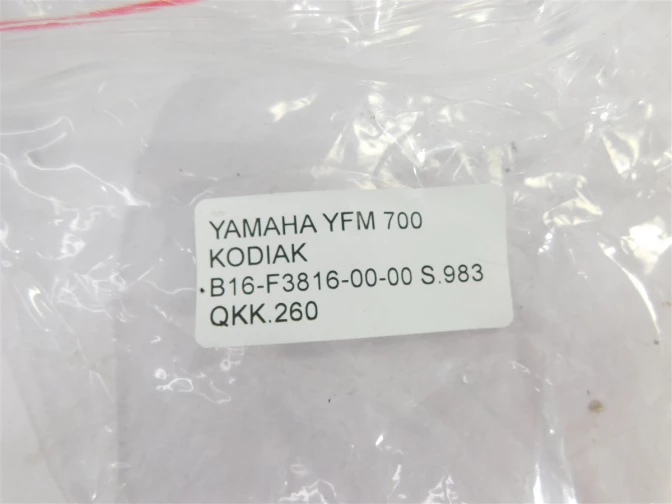 YAMAHA YFM 700
KODIAK
B16-F3816-00-00 S.983
QKK.260